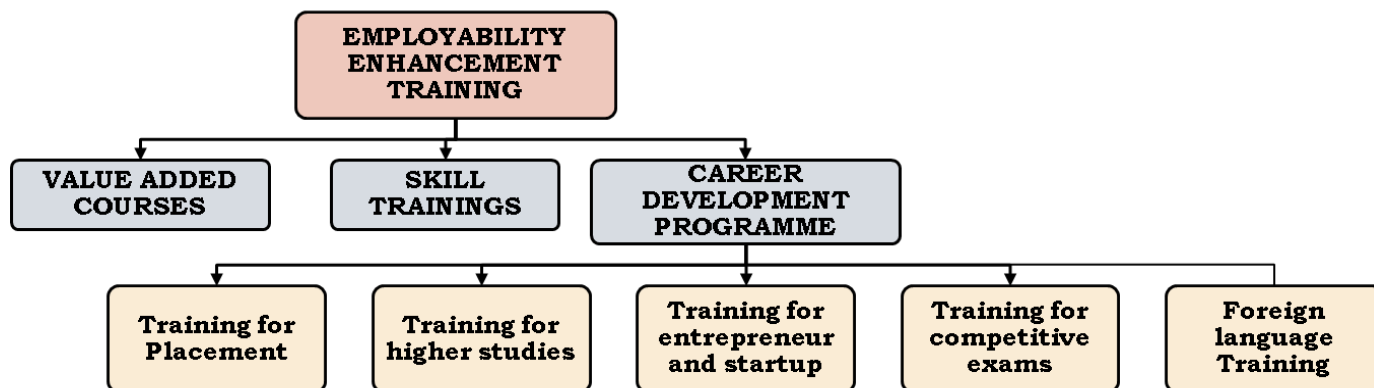 EMPLOYABILITY
ENHANCEMENT
TRAINING
VALUE ADDED
COURSES
SKILL
TRAININGS
CAREER
DEVELOPMENT
PROGRAMME
Training for
Placement
Training for
higher studies
Training for
entrepreneur
and startup
Training for
competitive
exams
Foreign
language
Training